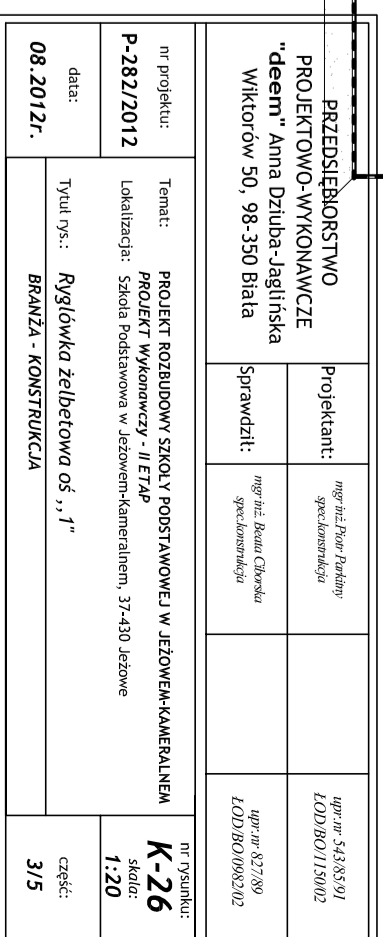 PRZEDSIĘBIORSTWO
PROJEKTOWO-WYKONAWCZE
"deem" Anna Dziuba-Jaglińska
Wiktorów 50, 98-350 Biała
Projektant:
mgr inż. Piotr Parkitny
spec.konstrukcja
upr.nr 543/85/91
ŁOD/BO/1150/02
Sprawdził:
mgr inż. Beata Ciborska
spec.konstrukcja
upr.nr 827/89
ŁOD/BO/0982/02
nr projektu:
P-282/2012
Temat: PROJEKT ROZBUDOWY SZKOŁY PODSTAWOWEJ W JEŻOWEM-KAMERALNEM
PROJEKT Wykonawczy - II ETAP
Lokalizacja: Szkoła Podstawowa w Jeżowem-Kameralnem, 37-430 Jeżowe
nr rysunku:
K-26
skala:
1:20
data:
08.2012r.
Tytuł rys.: Ryglówka żelbetowa oś ,,1"
BRANŻA - KONSTRUKCJA
część:
3/5